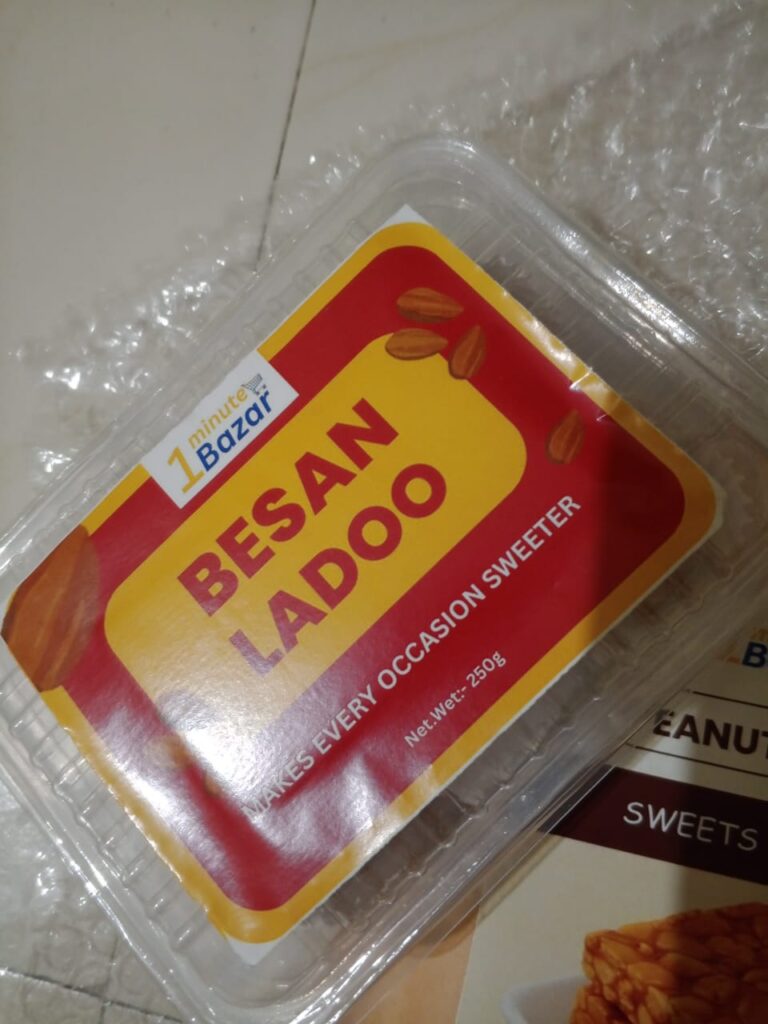 1 minute
Bazar
BESAN
LADOO
MAKES EVERY OCCASION SWEETER
Net.Wet:- 250g
B
EANUT
SWEETS